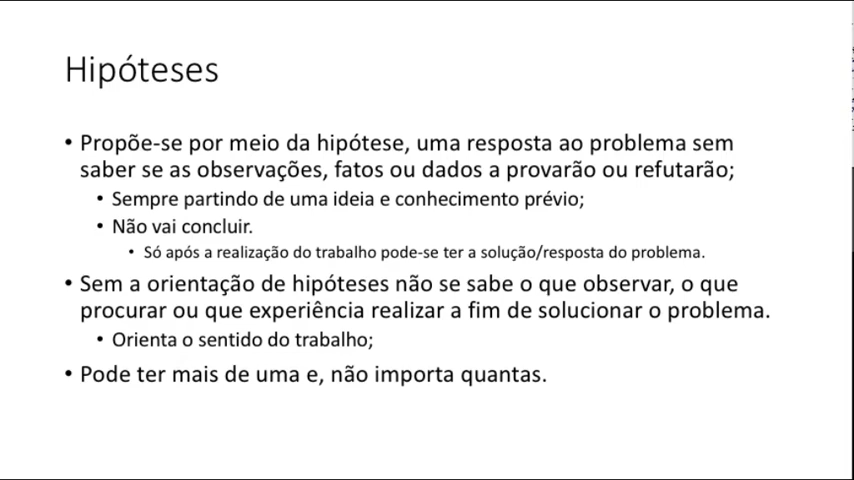 Hipóteses
• Propõe-se por meio da hipótese, uma resposta ao problema sem
saber se as observações, fatos ou dados a provarão ou refutarão;
• Sempre partindo de uma ideia e conhecimento prévio;
• Não vai concluir.
• Só após a realização do trabalho pode-se ter a solução/resposta do problema.
• Sem a orientação de hipóteses não se sabe o que observar, o que
procurar ou que experiência realizar a fim de solucionar o problema.
• Orienta o sentido do trabalho;
• Pode ter mais de uma e, não importa quantas.